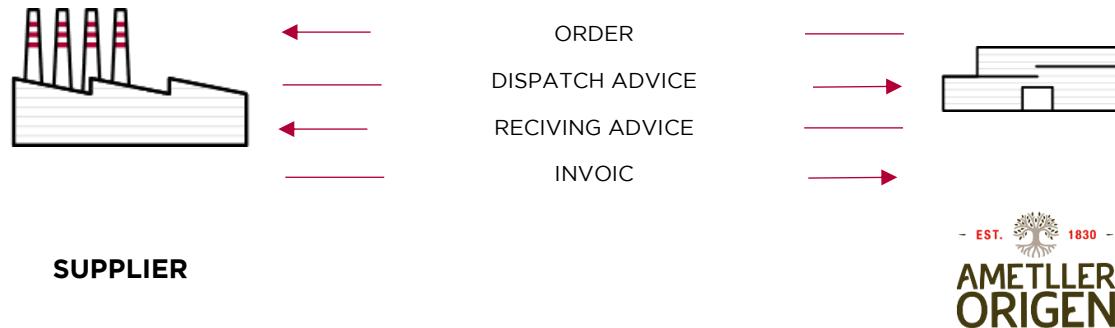 ORDER
DISPATCH ADVICE
RECIVING ADVICE
INVOIC
SUPPLIER
- EST. 1830 -
AMETLLER
ORIGEN